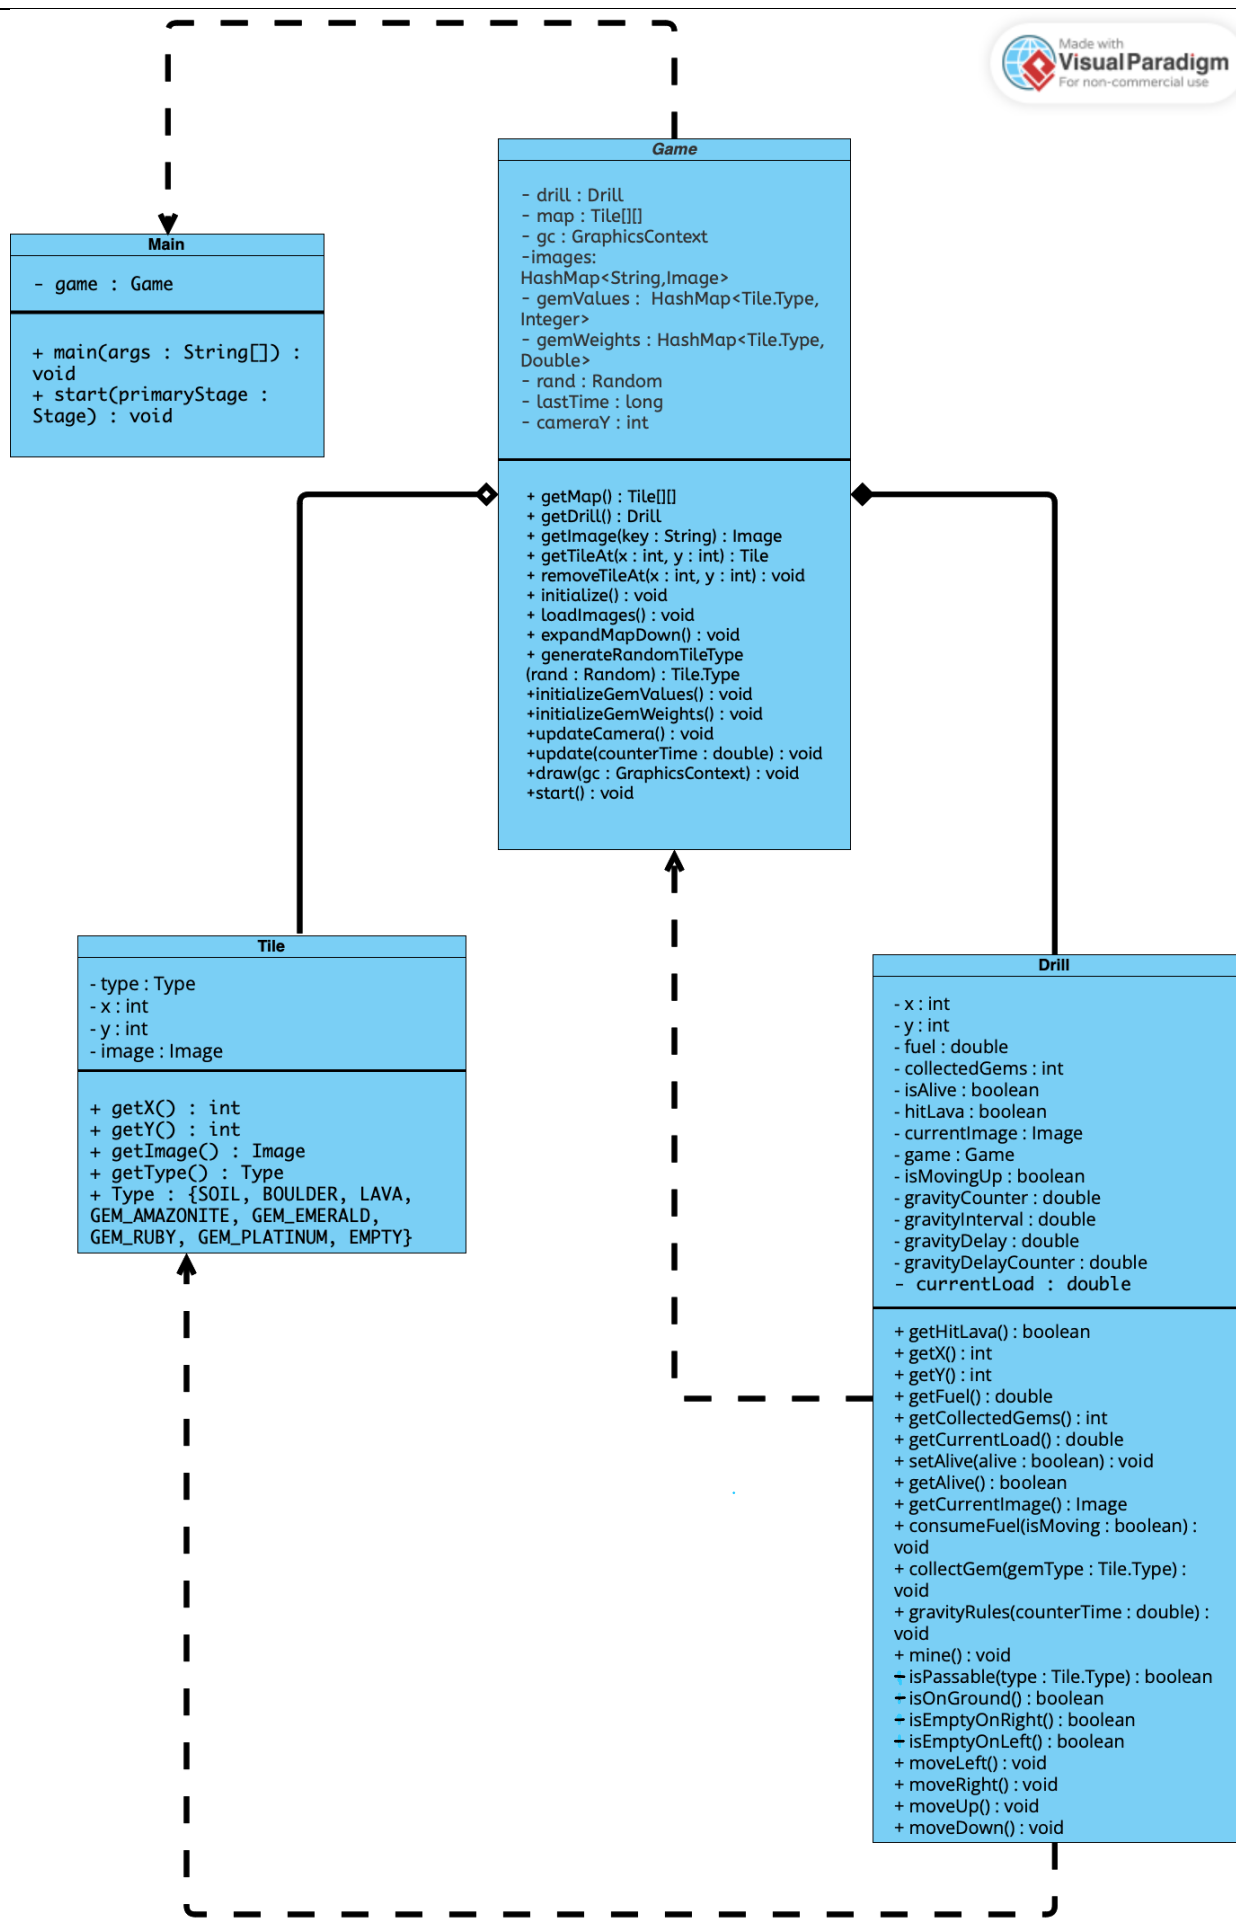 Made with
Visual Paradigm
For non-commercial use
Game
- drill : Drill
- map : Tile[][]
- gc : GraphicsContext
-images:
HashMap<String,Image>
- gemValues : HashMap<Tile.Type,
Integer>
- gemWeights : HashMap<Tile.Type,
Double>
- rand : Random
- lastTime : long
- cameraY : int
+ getMap() : Tile[][]
+ getDrill() : Drill
+ getImage(key : String) : Image
+ getTileAt(x : int, y : int) : Tile
+ removeTileAt(x : int, y : int) : void
+ initialize() : void
+ loadImages() : void
+ expandMapDown() : void
+ generateRandomTileType
(rand : Random) : Tile.Type
+initializeGemValues() : void
+initializeGemWeights() : void
+updateCamera() : void
+update(counterTime : double) : void
+draw(gc : GraphicsContext) : void
+start() : void
Main
- game : Game
+ main(args : String[]) :
void
+ start(primaryStage :
Stage) : void
Tile
- type : Type
- x : int
- y : int
- image : Image
+ getX() : int
+ getY() : int
+ getImage() : Image
+ getType() : Type
+ Type : {SOIL, BOULDER, LAVA,
GEM_AMAZONITE, GEM_EMERALD,
GEM_RUBY, GEM_PLATINUM, EMPTY}
Drill
- x : int
- y : int
- fuel : double
- collectedGems : int
- isAlive : boolean
- hitLava : boolean
- currentImage : Image
- game : Game
- isMovingUp : boolean
- gravityCounter : double
- gravityInterval : double
- gravityDelay : double
- gravityDelayCounter : double
- currentLoad : double
+ getHitLava() : boolean
+ getX() : int
+ getY() : int
+ getFuel() : double
+ getCollectedGems() : int
+ getCurrentLoad() : double
+ setAlive(alive : boolean) : void
+ getAlive() : boolean
+ getCurrentImage() : Image
+ consumeFuel(isMoving : boolean) :
void
+ collectGem(gemType : Tile.Type) :
void
+ gravityRules(counterTime : double) :
void
+ mine() : void
- isPassable(type : Tile.Type) : boolean
- isOnGround() : boolean
- isEmptyOnRight() : boolean
- isEmptyOnLeft() : boolean
+ moveLeft() : void
+ moveRight() : void
+ moveUp() : void
+ moveDown() : void